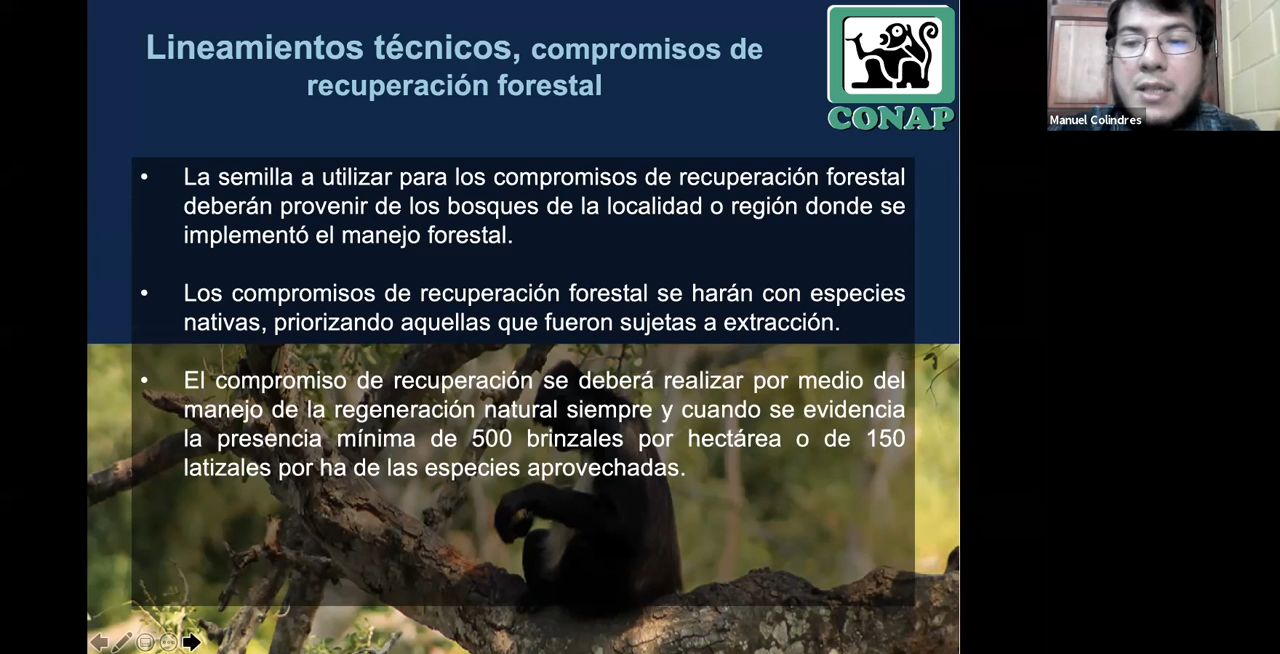 Lineamientos técnicos, compromisos de
recuperación forestal
CONAP
Manuel Colindres
• La semilla a utilizar para los compromisos de recuperación forestal
deberán provenir de los bosques de la localidad o región donde se
implementó el manejo forestal.
• Los compromisos de recuperación forestal se harán con especies
nativas, priorizando aquellas que fueron sujetas a extracción.
• El compromiso de recuperación se deberá realizar por medio del
manejo de la regeneración natural siempre y cuando se evidencia
la presencia mínima de 500 brinzales por hectárea o de 150
latizales por ha de las especies aprovechadas.